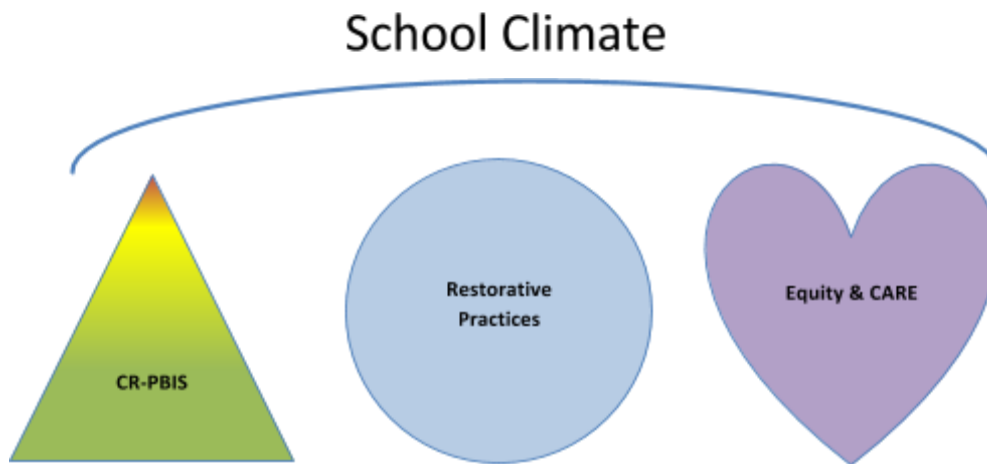 School Climate
CR-PBIS
Restorative
Practices
Equity & CARE